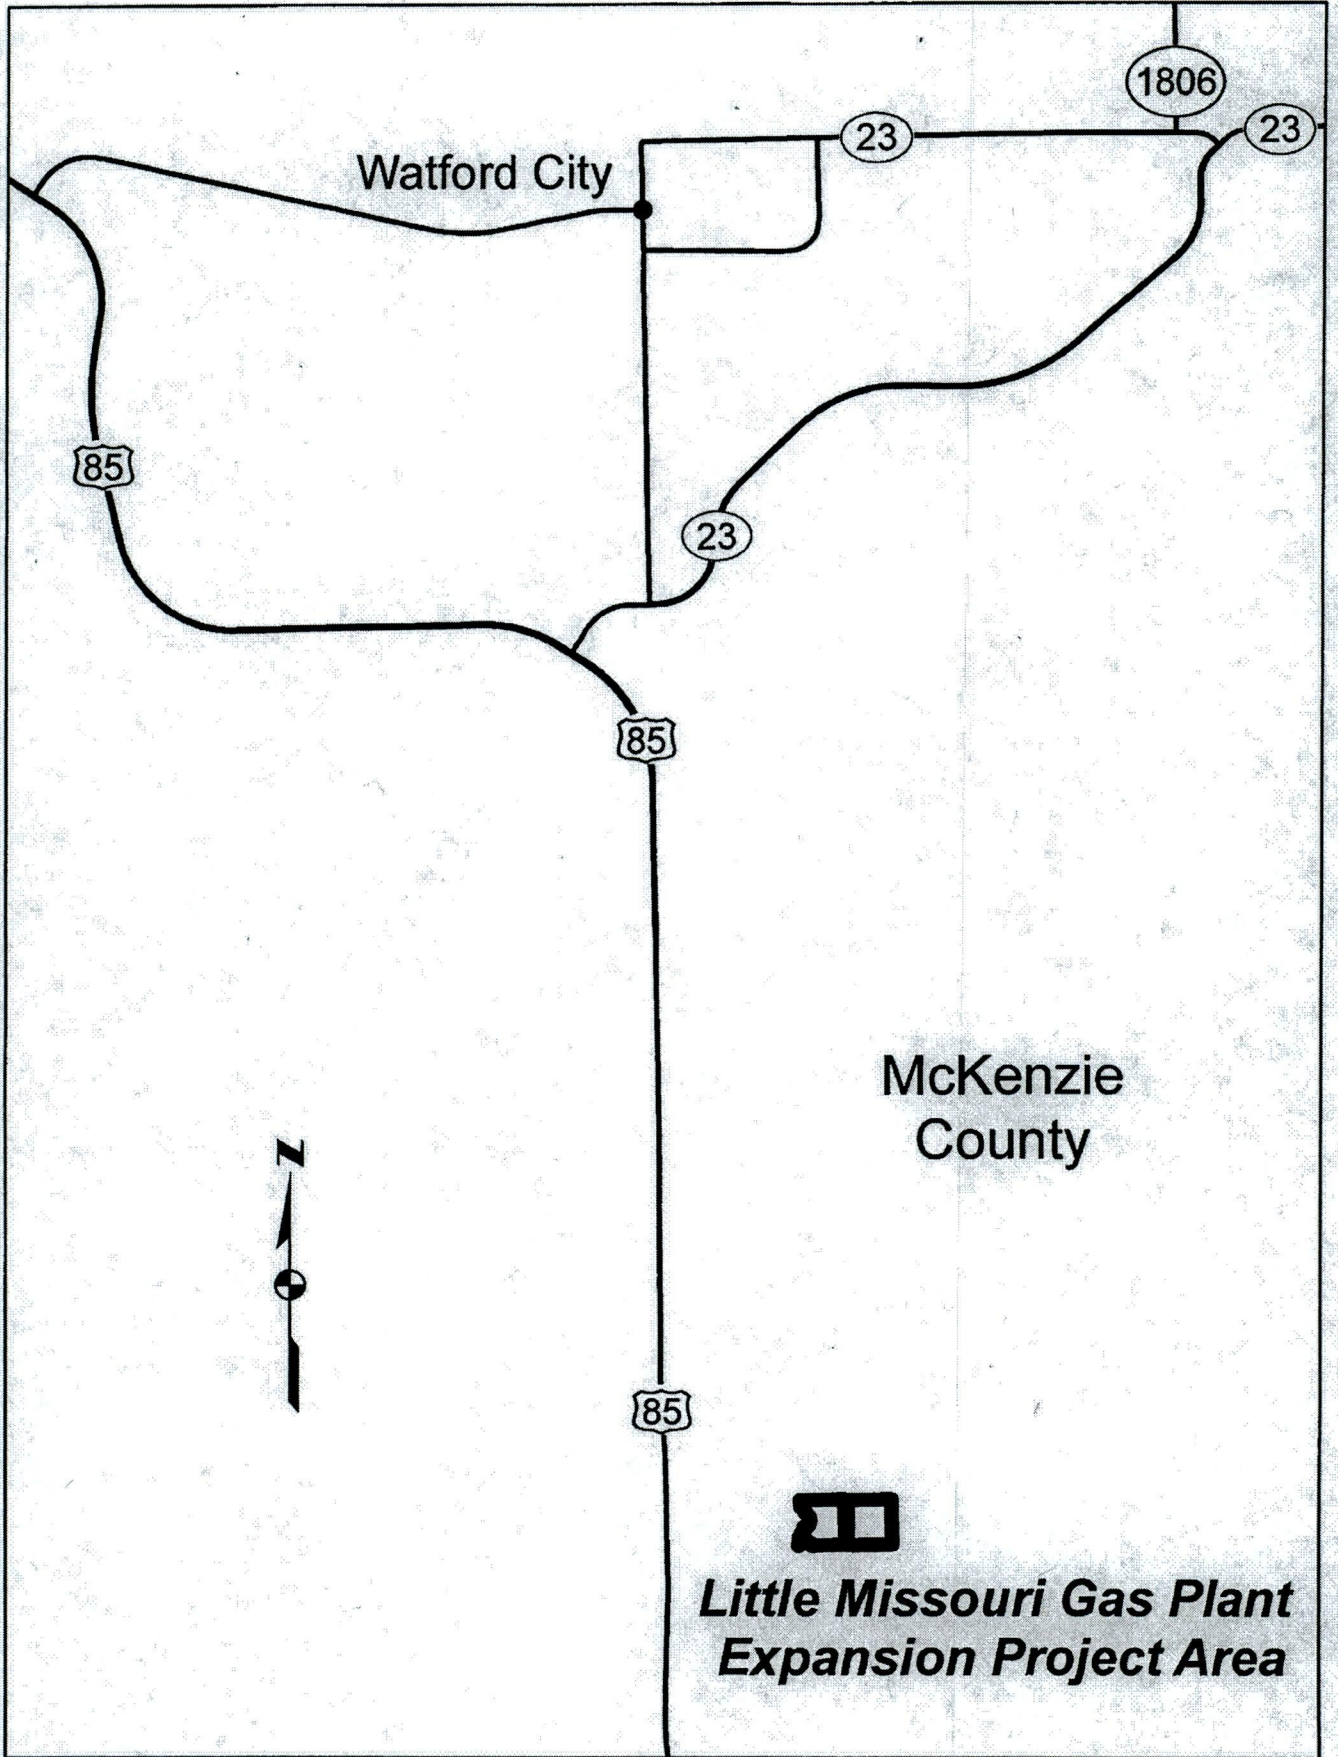 1806
23
23
Watford City
85
23
85
McKenzie
County
N
85
Little Missouri Gas Plant
Expansion Project Area